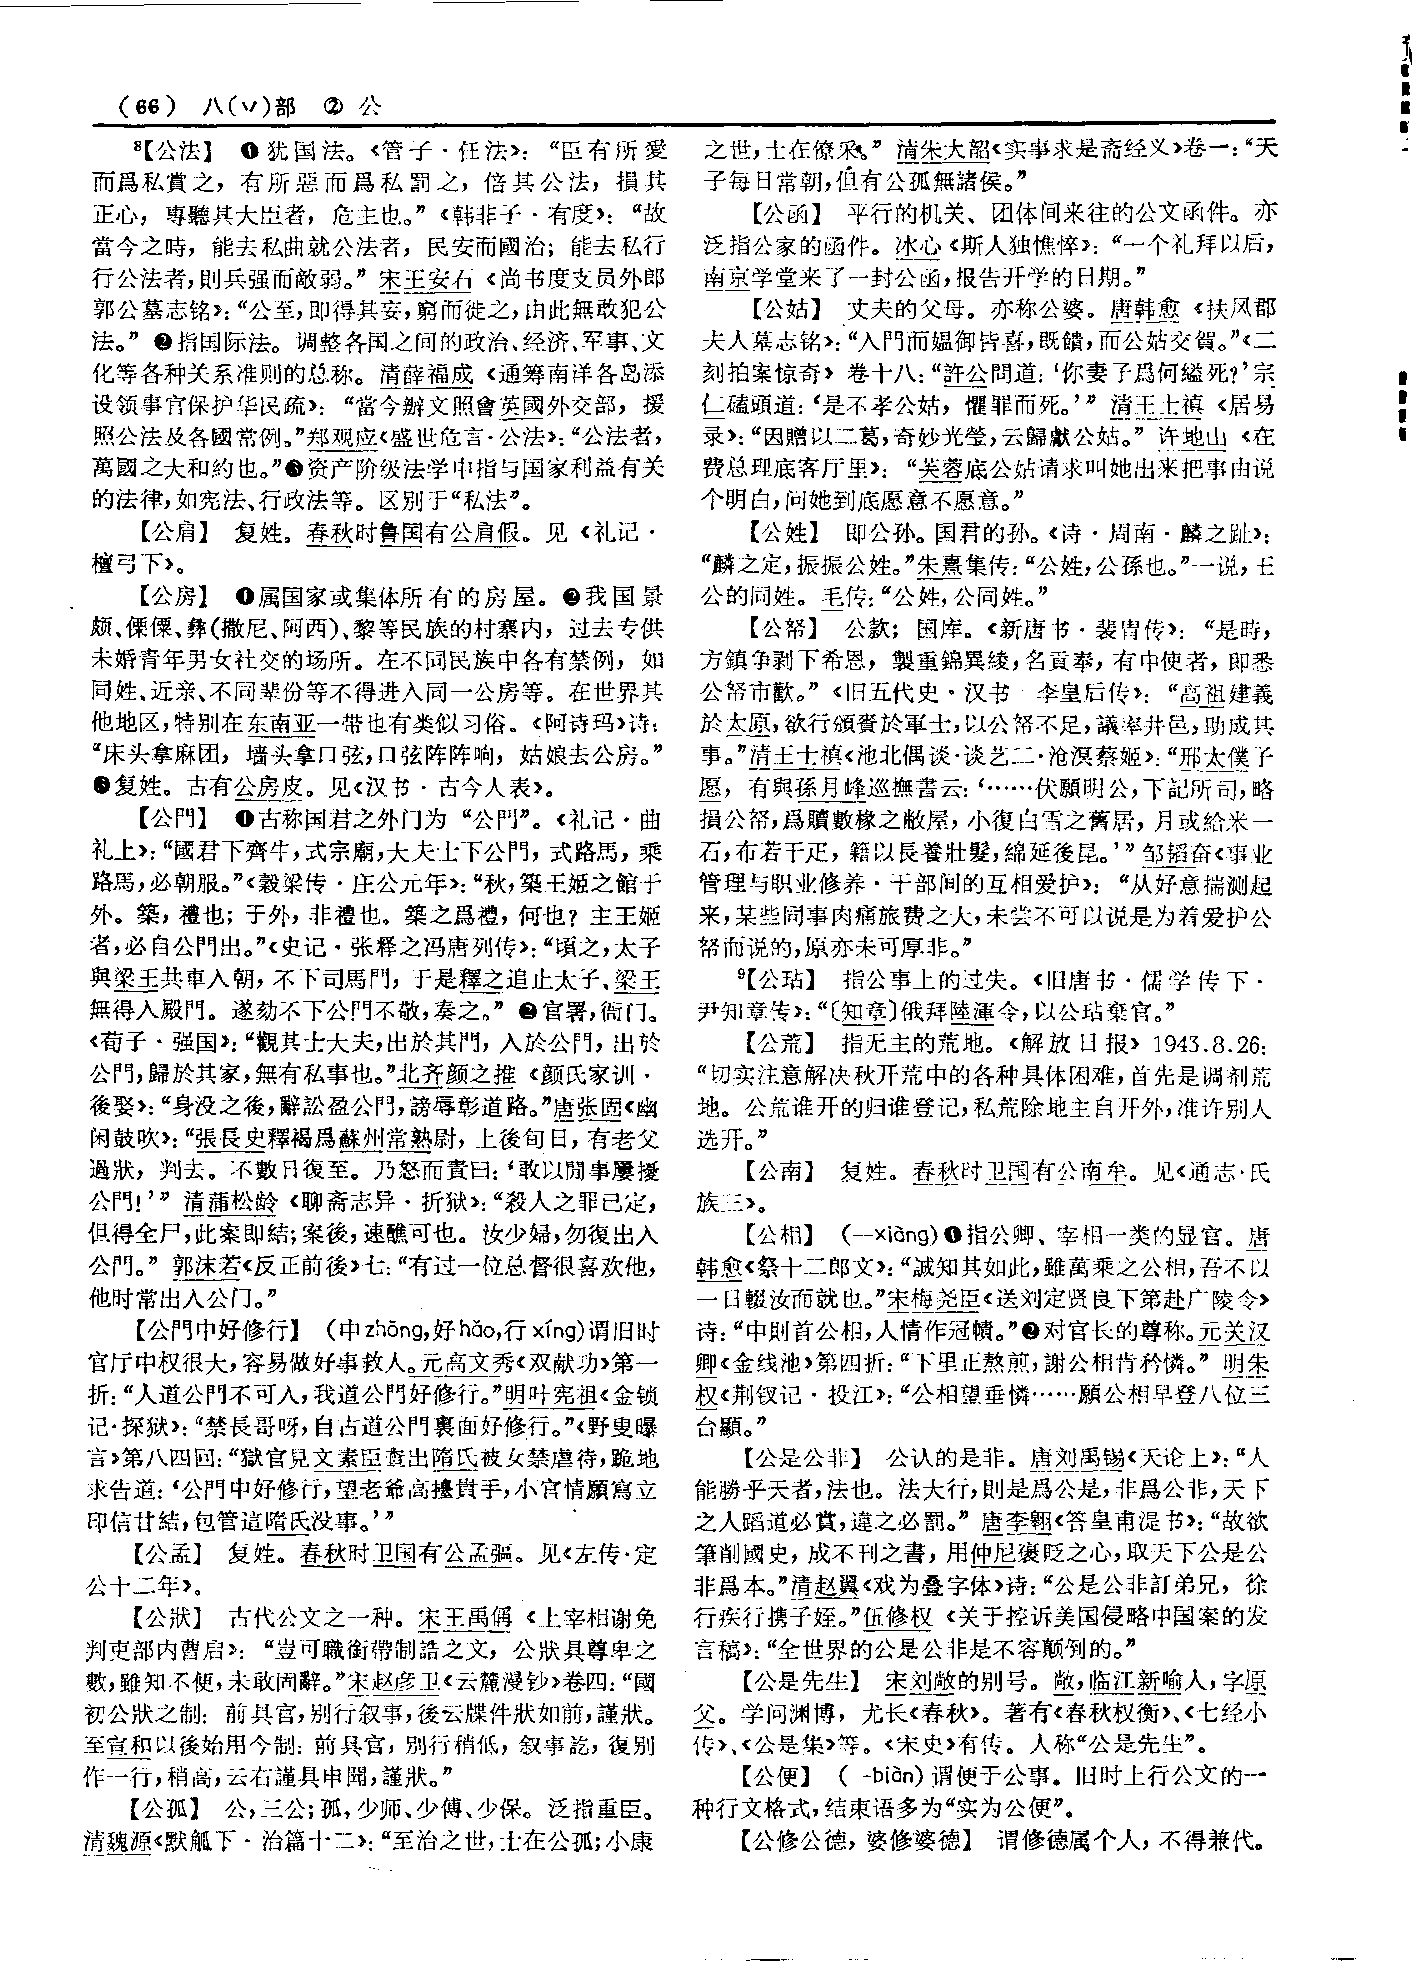 (66) 八(丷)部 ② 公
⁸【公法】 ❶犹国法。《管子·任法》：“臣有所愛
而爲私賞之，有所惡而爲私罰之，倍其公法，損其
正心，專聽其大臣者，危主也。”《韩非子·有度》：“故
當今之時，能去私曲就公法者，民安而國治；能去私行
行公法者，則兵强而敵弱。”宋王安石《尚书度支员外郎
郭公墓志铭》：“公至，即得其妄，窮而徙之，由此無敢犯公
法。”❷指国际法。调整各国之间的政治、经济、军事、文
化等各种关系准则的总称。清薛福成《通筹南洋各岛添
设领事官保护华民疏》：“當今辦文照會英國外交部，援
照公法及各國常例。”郑观应《盛世危言·公法》：“公法者，
萬國之大和約也。”❸资产阶级法学中指与国家利益有关
的法律，如宪法、行政法等。区别于“私法”。
【公肩】 复姓。春秋时鲁国有公肩假。见《礼记·
檀弓下》。
【公房】 ❶属国家或集体所有的房屋。❷我国景
颇、傈僳、彝(撒尼、阿西)、黎等民族的村寨内，过去专供
未婚青年男女社交的场所。在不同民族中各有禁例，如
同姓、近亲、不同辈份等不得进入同一公房等。在世界其
他地区，特别在东南亚一带也有类似习俗。《阿诗玛》诗：
“床头拿麻团，墙头拿口弦，口弦阵阵响，姑娘去公房。”
❸复姓。古有公房皮。见《汉书·古今人表》。
【公門】 ❶古称国君之外门为“公門”。《礼记·曲
礼上》：“國君下齊牛，式宗廟，大夫士下公門，式路馬，乘
路馬，必朝服。”《榖梁传·庄公元年》：“秋，築王姬之館于
外。築，禮也；于外，非禮也。築之爲禮，何也？主王姬
者，必自公門出。”《史记·张释之冯唐列传》：“頃之，太子
與梁王共車入朝，不下司馬門，于是釋之追止太子、梁王
無得入殿門。遂劾不下公門不敬，奏之。”❷官署，衙门。
《荀子·强国》：“觀其士大夫，出於其門，入於公門，出於
公門，歸於其家，無有私事也。”北齐颜之推《颜氏家训·
後娶》：“身没之後，辭訟盈公門，謗辱彰道路。”唐张固《幽
闲鼓吹》：“張長史釋褐爲蘇州常熟尉，上後旬日，有老父
過狀，判去。不數日復至。乃怒而責曰：‘敢以閒事屢擾
公門！’”清蒲松龄《聊斋志异·折狱》：“殺人之罪已定，
但得全尸，此案即結；案後，速醮可也。汝少婦，勿復出入
公門。”郭沫若《反正前後》七：“有过一位总督很喜欢他，
他时常出入公门。”
【公門中好修行】 (中zhōng，好hǎo，行xíng)谓旧时
官厅中权很大，容易做好事救人。元高文秀《双献功》第一
折：“人道公門不可入，我道公門好修行。”明叶宪祖《金锁
记·探狱》：“禁長哥呀，自古道公門裏面好修行。”《野叟曝
言》第八四回：“獄官見文素臣查出隋氏被女禁虐待，跪地
求告道：‘公門中好修行，望老爺高擡貴手，小官情願寫立
印信甘結，包管這隋氏没事。’”
【公孟】 复姓。春秋时卫国有公孟彄。见《左传·定
公十二年》。
【公狀】 古代公文之一种。宋王禹偁《上宰相谢免
判吏部内曹启》：“豈可職銜帶制誥之文，公狀具尊卑之
數，雖知不便，未敢固辭。”宋赵彦卫《云麓漫钞》卷四：“國
初公狀之制：前具官，别行叙事，後云牒件狀如前，謹狀。
至宣和以後始用今制：前具官，别行稍低，叙事訖，復别
作一行，稍高，云右謹具申聞，謹狀。”
【公孤】 公，三公；孤，少师、少傅、少保。泛指重臣。
清魏源《默觚下·治篇十二》：“至治之世，士在公孤；小康
之世，士在僚寀。”清朱大韶《实事求是斋经义》卷一：“天
子每日常朝，但有公孤無諸侯。”
【公函】 平行的机关、团体间来往的公文函件。亦
泛指公家的函件。冰心《斯人独憔悴》：“一个礼拜以后，
南京学堂来了一封公函，报告开学的日期。”
【公姑】 丈夫的父母。亦称公婆。唐韩愈《扶风郡
夫人墓志铭》：“入門而媪御皆喜，既饋，而公姑交賀。”《二
刻拍案惊奇》卷十八：“許公問道：‘你妻子爲何縊死？’宗
仁磕頭道：‘是不孝公姑，懼罪而死。’”清王士禛《居易
录》：“因贈以二葛，奇妙光瑩，云歸獻公姑。”许地山《在
费总理底客厅里》：“芙蓉底公姑请求叫她出来把事由说
个明白，问她到底愿意不愿意。”
【公姓】 即公孙。国君的孙。《诗·周南·麟之趾》：
“麟之定，振振公姓。”朱熹集传：“公姓，公孫也。”一说，王
公的同姓。毛传：“公姓，公同姓。”
【公帑】 公款；国库。《新唐书·裴胄传》：“是時，
方鎮争剥下希恩，製重錦異綾，名貢奉，有中使者，即悉
公帑市歡。”《旧五代史·汉书·李皇后传》：“高祖建義
於太原，欲行頒賚於軍士，以公帑不足，議率井邑，助成其
事。”清王士禛《池北偶谈·谈艺二·沧溟蔡姬》：“邢太僕子
愿，有與孫月峰巡撫書云：‘……伏願明公，下記所司，略
損公帑，爲贖數椽之敝屋，小復白雪之舊居，月或給米一
石，布若干疋，籍以長養壯髮，綿延後昆。’”邹韬奋《事业
管理与职业修养·干部间的互相爱护》：“从好意揣测起
来，某些同事肉痛旅费之大，未尝不可以说是为着爱护公
帑而说的，原亦未可厚非。”
⁹【公玷】 指公事上的过失。《旧唐书·儒学传下·
尹知章传》：“〔知章〕俄拜陸渾令，以公玷棄官。”
【公荒】 指无主的荒地。《解放日报》1943.8.26：
“切实注意解决秋开荒中的各种具体困难，首先是调剂荒
地。公荒谁开的归谁登记，私荒除地主自开外，准许别人
选开。”
【公南】 复姓。春秋时卫国有公南牟。见《通志·氏
族三》。
【公相】 (—xiàng)❶指公卿、宰相一类的显官。唐
韩愈《祭十二郎文》：“誠知其如此，雖萬乘之公相，吾不以
一日輟汝而就也。”宋梅尧臣《送刘定贤良下第赴广陵令》
诗：“中則首公相，人情作冠幘。”❷对官长的尊称。元关汉
卿《金线池》第四折：“下里正熬煎，謝公相肯矜憐。”明朱
权《荆钗记·投江》：“公相望垂憐……願公相早登八位三
台顯。”
【公是公非】 公认的是非。唐刘禹锡《天论上》：“人
能勝乎天者，法也。法大行，則是爲公是，非爲公非，天下
之人蹈道必賞，違之必罰。”唐李翱《答皇甫湜书》：“故欲
筆削國史，成不刊之書，用仲尼褒貶之心，取天下公是公
非爲本。”清赵翼《戏为叠字体》诗：“公是公非訂弟兄，徐
行疾行携子姪。”伍修权《关于控诉美国侵略中国案的发
言稿》：“全世界的公是公非是不容颠倒的。”
【公是先生】 宋刘敞的别号。敞，临江新喻人，字原
父。学问渊博，尤长《春秋》。著有《春秋权衡》、《七经小
传》、《公是集》等。《宋史》有传。人称“公是先生”。
【公便】 (—biàn)谓便于公事。旧时上行公文的一
种行文格式，结束语多为“实为公便”。
【公修公德，婆修婆德】 谓修德属个人，不得兼代。